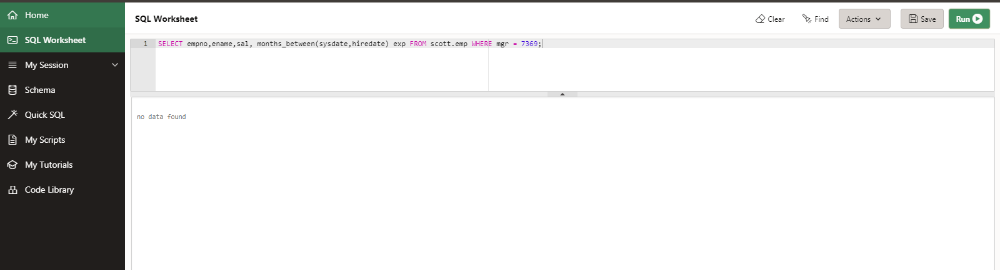 Home
SQL Worksheet
My Session
Schema
Quick SQL
My Scripts
My Tutorials
Code Library
SQL Worksheet
Clear
Find
Actions
Save
Run
1 SELECT empno,ename,sal, months_between(sysdate,hiredate) exp FROM scott.emp WHERE mgr = 7369;
no data found